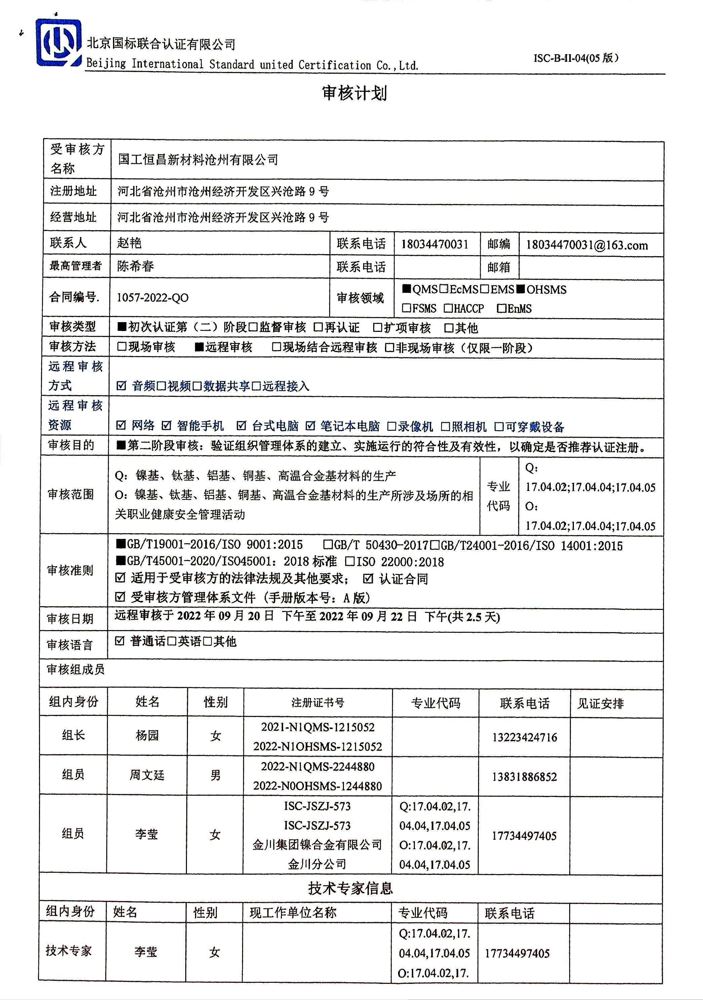 北京国标联合认证有限公司
Beijing International Standard united Certification Co.,Ltd.
ISC-B-II-04(05 版)
审核计划
受审核方
名称
国工恒昌新材料沧州有限公司
注册地址 河北省沧州市沧州经济开发区兴沧路 9 号
经营地址 河北省沧州市沧州经济开发区兴沧路 9 号
联系人 赵艳 联系电话 18034470031 邮编 18034470031@163.com
最高管理者 陈希春 联系电话 邮箱
合同编号. 1057-2022-QO 审核领域
■QMS□EcMS□EMS■OHSMS
□FSMS □HACCP □EnMS
审核类型 ■初次认证第（二）阶段□监督审核 □再认证 □扩项审核 □其他
审核方法 □现场审核 ■远程审核 □现场结合远程审核 □非现场审核（仅限一阶段）
远程审核
方式
☑ 音频□视频□数据共享□远程接入
远程审核
资源
☑ 网络 ☑ 智能手机 ☑ 台式电脑 ☑ 笔记本电脑 □录像机 □照相机 □可穿戴设备
审核目的 ■第二阶段审核：验证组织管理体系的建立、实施运行的符合性及有效性，以确定是否推荐认证注册。
审核范围
Q：镍基、钛基、铝基、铜基、高温合金基材料的生产
O：镍基、钛基、铝基、铜基、高温合金基材料的生产所涉及场所的相
关职业健康安全管理活动
专业
代码
Q：
17.04.02;17.04.04;17.04.05
O：
17.04.02;17.04.04;17.04.05
审核准则
■GB/T19001-2016/ISO 9001:2015 □GB/T 50430-2017□GB/T24001-2016/ISO 14001:2015
■GB/T45001-2020/ISO45001：2018 标准 □ISO 22000:2018
☑ 适用于受审核方的法律法规及其他要求； ☑ 认证合同
☑ 受审核方管理体系文件（手册版本号：A 版）
审核日期 远程审核于 2022 年 09 月 20 日 下午至 2022 年 09 月 22 日 下午(共 2.5 天)
审核语言 ☑ 普通话□英语□其他
审核组成员
组内身份 姓名 性别 注册证书号 专业代码 联系电话 见证安排
组长 杨园 女
2021-N1QMS-1215052
2022-N1OHSMS-1215052
13223424716
组员 周文廷 男
2022-N1QMS-2244880
2022-N0OHSMS-1244880
13831886852
组员 李莹 女
ISC-JSZJ-573
ISC-JSZJ-573
金川集团镍合金有限公司
金川分公司
Q:17.04.02,17.
04.04,17.04.05
O:17.04.02,17.
04.04,17.04.05
17734497405
技术专家信息
组内身份 姓名 性别 现工作单位名称 专业代码 联系电话
技术专家 李莹 女
Q:17.04.02,17.
04.04,17.04.05
O:17.04.02,17.
17734497405